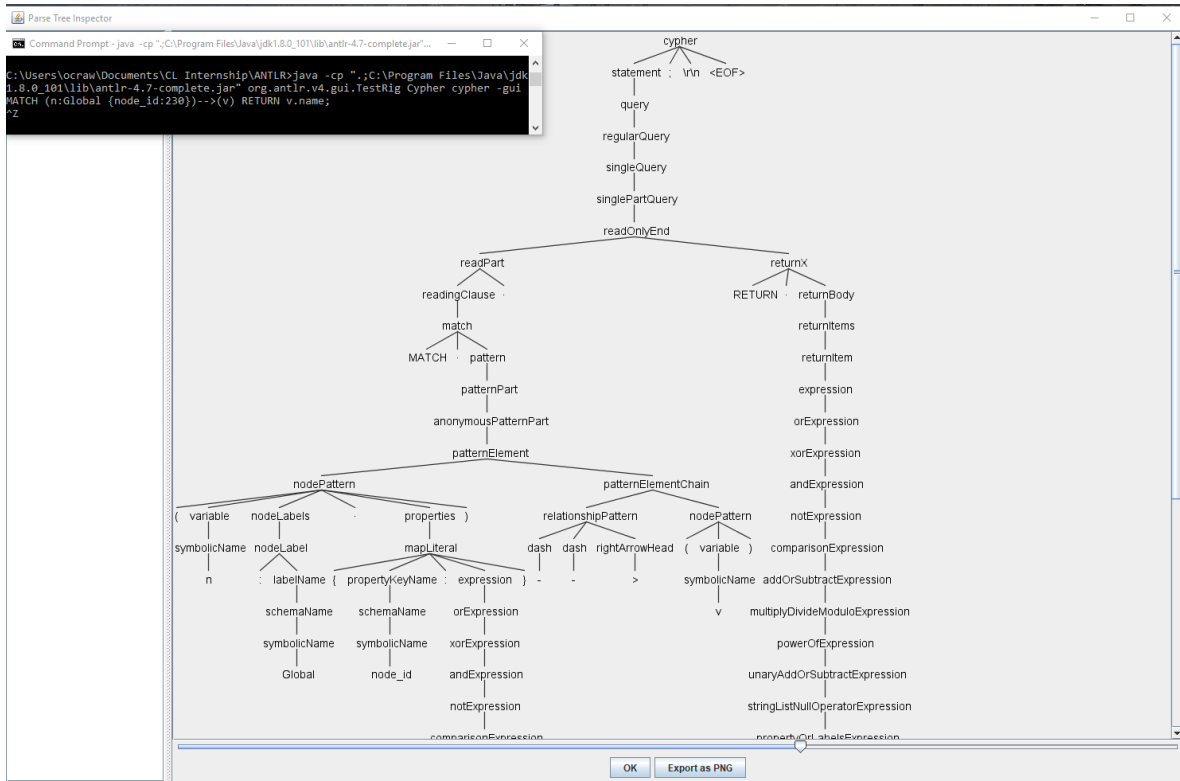 Parse Tree Inspector
Command Prompt - java -cp ".;C:\Program Files\Java\jdk1.8.0_101\lib\antlr-4.7-complete.jar"...
C:\Users\ocraw\Documents\CL Internship\ANTLR>java -cp ".;C:\Program Files\Java\jdk
1.8.0_101\lib\antlr-4.7-complete.jar" org.antlr.v4.gui.TestRig Cypher cypher -gui
MATCH (n:Global {node_id:230})-->(v) RETURN v.name;
^Z
cypher
statement ; \r\n <EOF>
query
regularQuery
singleQuery
singlePartQuery
readOnlyEnd
readPart returnX
readingClause · RETURN · returnBody
match returnItems
MATCH · pattern returnItem
patternPart expression
anonymousPatternPart orExpression
patternElement xorExpression
nodePattern patternElementChain andExpression
( variable nodeLabels · properties ) relationshipPattern nodePattern notExpression
symbolicName nodeLabel mapLiteral dash dash rightArrowHead ( variable ) comparisonExpression
n : labelName { propertyKeyName : expression } - - > symbolicName addOrSubtractExpression
schemaName schemaName orExpression v multiplyDivideModuloExpression
symbolicName symbolicName xorExpression powerOfExpression
Global node_id andExpression unaryAddOrSubtractExpression
notExpression stringListNullOperatorExpression
comparisonExpression propertyOrLabelsExpression
OK Export as PNG